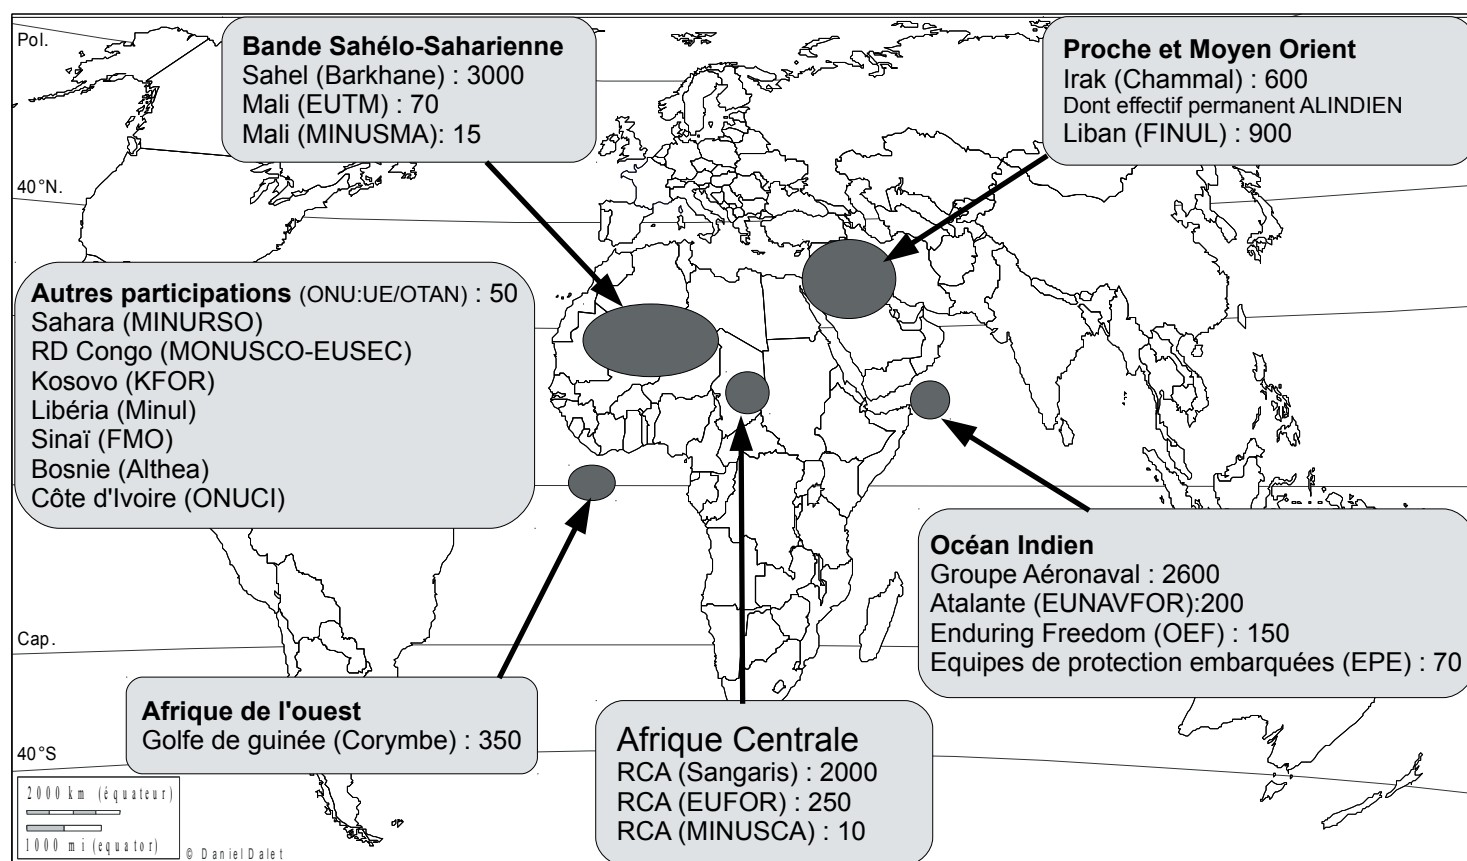 Pol.
Bande Sahélo-Saharienne
Sahel (Barkhane) : 3000
Mali (EUTM) : 70
Mali (MINUSMA): 15
Proche et Moyen Orient
Irak (Chammal) : 600
Dont effectif permanent ALINDIEN
Liban (FINUL) : 900
40°N.
Autres participations (ONU:UE/OTAN) : 50
Sahara (MINURSO)
RD Congo (MONUSCO-EUSEC)
Kosovo (KFOR)
Libéria (Minul)
Sinaï (FMO)
Bosnie (Althea)
Côte d'Ivoire (ONUCI)
Océan Indien
Groupe Aéronaval : 2600
Atalante (EUNAVFOR):200
Enduring Freedom (OEF) : 150
Equipes de protection embarquées (EPE) : 70
Cap.
Afrique de l'ouest
Golfe de guinée (Corymbe) : 350
Afrique Centrale
RCA (Sangaris) : 2000
RCA (EUFOR) : 250
RCA (MINUSCA) : 10
40°S
2000 km (équateur)
1000 mi (equator)
© Daniel Dalet